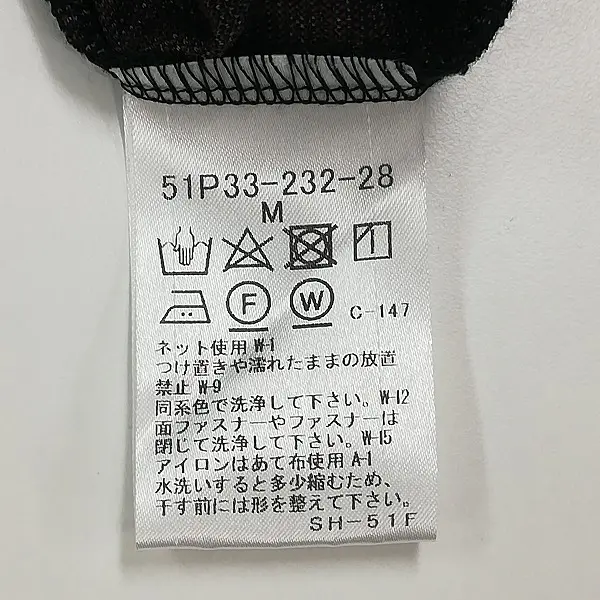 51P33-232-28
M
F W C-147
ネット使用 W-1
つけ置きや濡れたままの放置
禁止 W-9
同系色で洗浄して下さい。W-12
面ファスナーやファスナーは
閉じて洗浄して下さい。W-15
アイロンはあて布使用 A-1
水洗いすると多少縮むため、
干す前には形を整えて下さい。
SH-51F